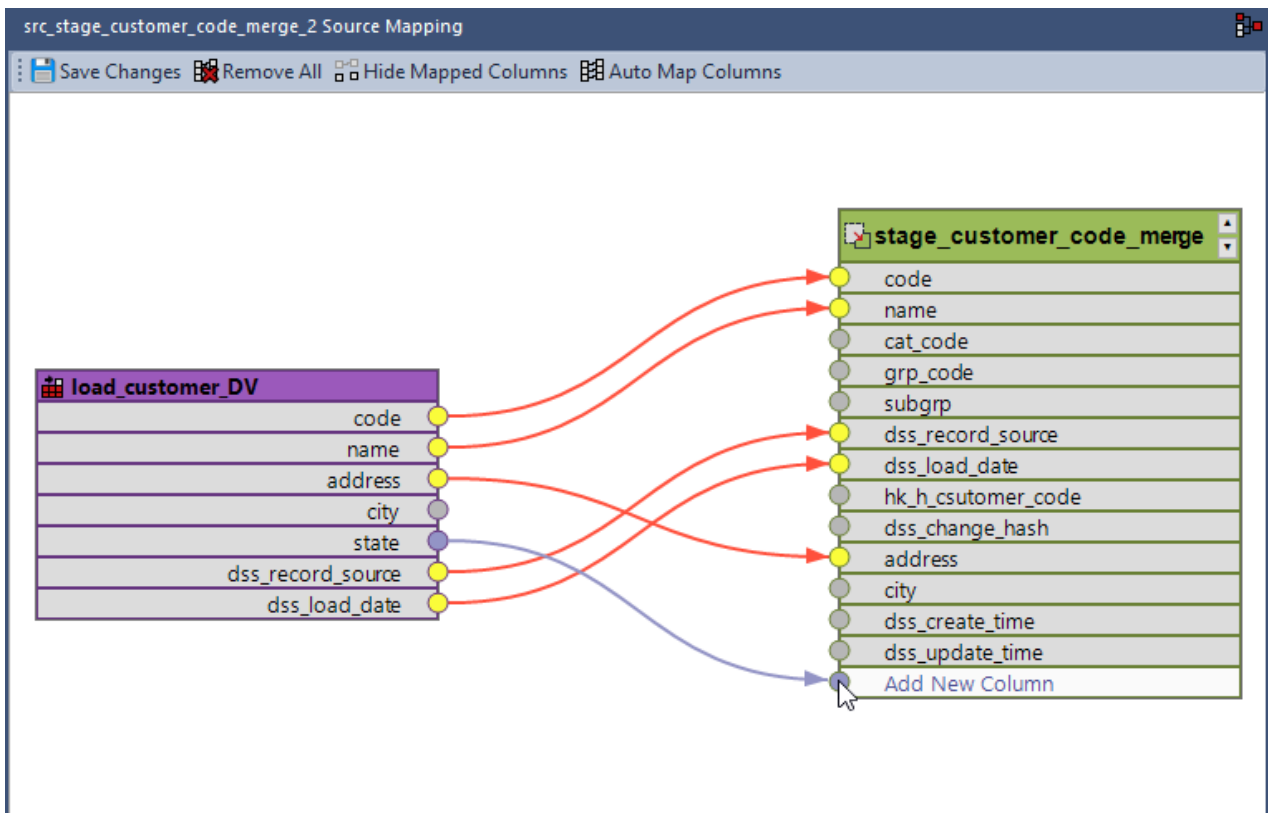 src_stage_customer_code_merge_2 Source Mapping
Save Changes Remove All Hide Mapped Columns Auto Map Columns
load_customer_DV
code
name
address
city
state
dss_record_source
dss_load_date
stage_customer_code_merge
code
name
cat_code
grp_code
subgrp
dss_record_source
dss_load_date
hk_h_csutomer_code
dss_change_hash
address
city
dss_create_time
dss_update_time
Add New Column